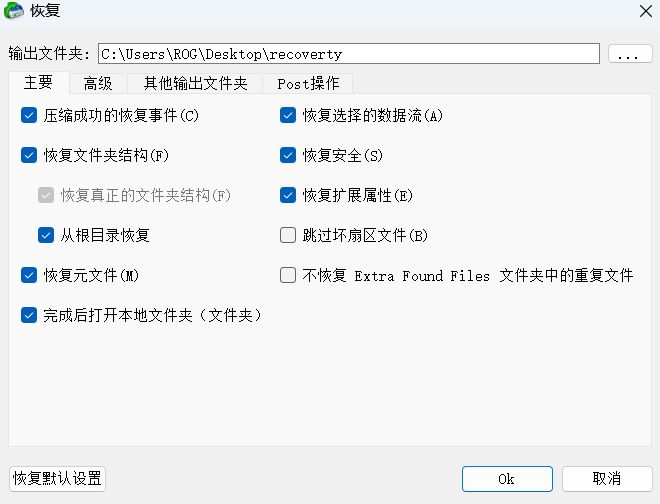 恢复
输出文件夹: C:\Users\ROG\Desktop\recoverty ...
主要 高级 其他输出文件夹 Post操作
压缩成功的恢复事件(C) 恢复选择的数据流(A)
恢复文件夹结构(F) 恢复安全(S)
恢复真正的文件夹结构(F) 恢复扩展属性(E)
从根目录恢复 跳过坏扇区文件(B)
恢复元文件(M) 不恢复 Extra Found Files 文件夹中的重复文件
完成后打开本地文件夹（文件夹）
恢复默认设置 Ok 取消